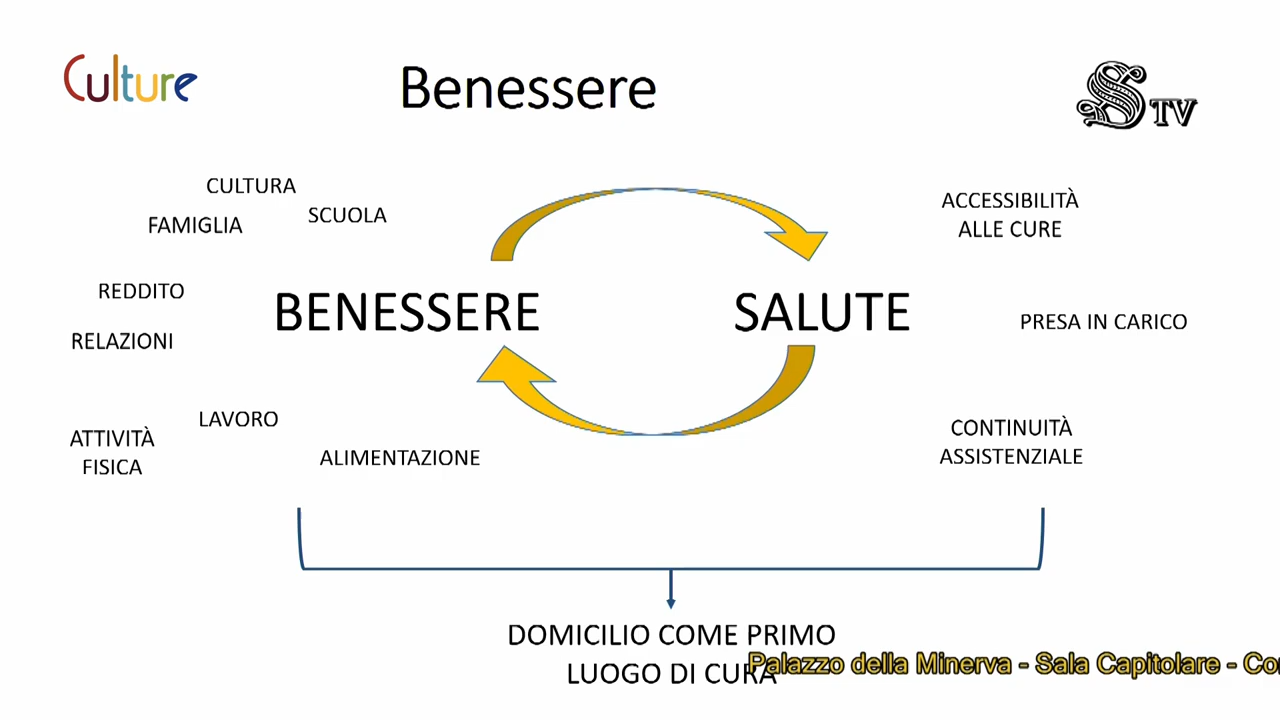 Culture
Benessere
S TV
CULTURA
SCUOLA
FAMIGLIA
REDDITO
RELAZIONI
LAVORO
ATTIVITÀ
FISICA
ALIMENTAZIONE
BENESSERE
SALUTE
ACCESSIBILITÀ
ALLE CURE
PRESA IN CARICO
CONTINUITÀ
ASSISTENZIALE
DOMICILIO COME PRIMO
LUOGO DI CURA
Palazzo della Minerva - Sala Capitolare - Co